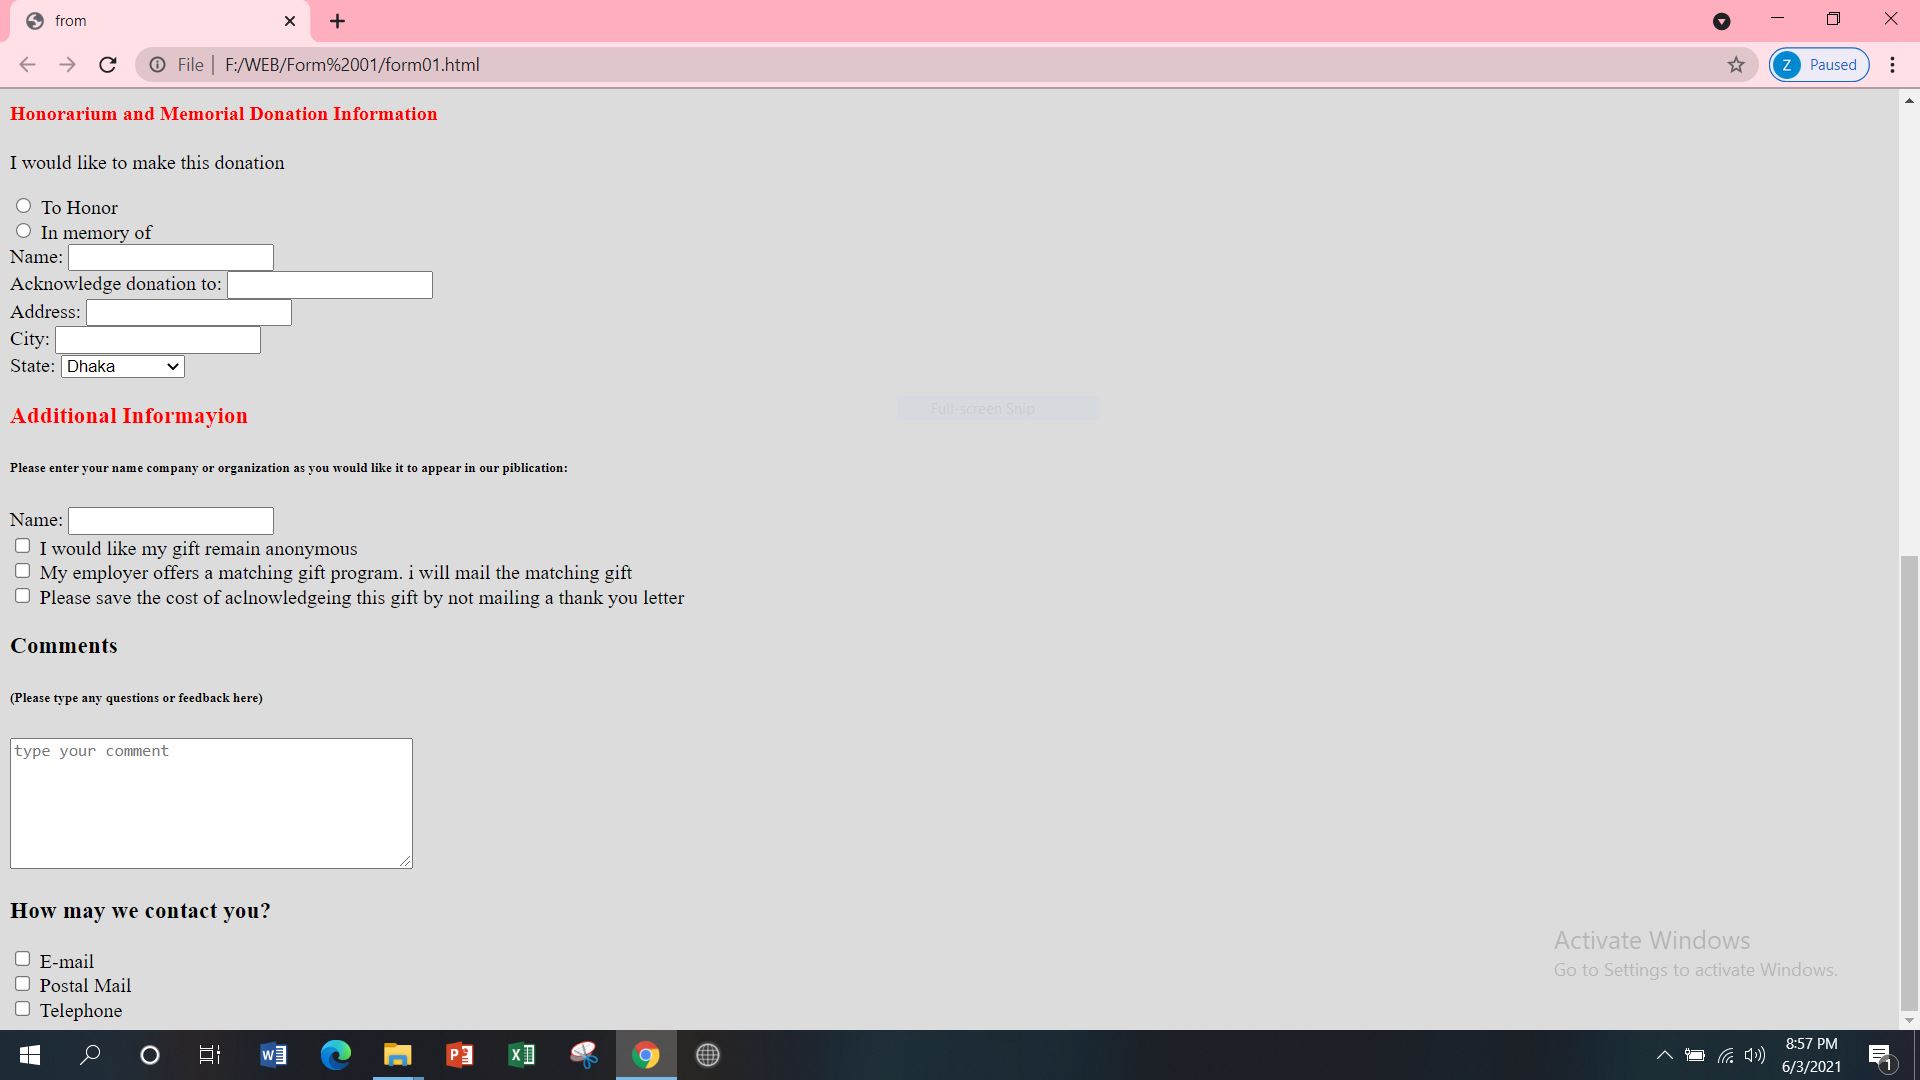 from
File
F:/WEB/Form%2001/form01.html
Z Paused
Honorarium and Memorial Donation Information
I would like to make this donation
To Honor
In memory of
Name:
Acknowledge donation to:
Address:
City:
State: Dhaka
Full-screen Snip
Additional Informayion
Please enter your name company or organization as you would like it to appear in our piblication:
Name:
I would like my gift remain anonymous
My employer offers a matching gift program. i will mail the matching gift
Please save the cost of aclnowledgeing this gift by not mailing a thank you letter
Comments
(Please type any questions or feedback here)
type your comment
How may we contact you?
E-mail
Postal Mail
Telephone
Activate Windows
Go to Settings to activate Windows.
8:57 PM
6/3/2021
1